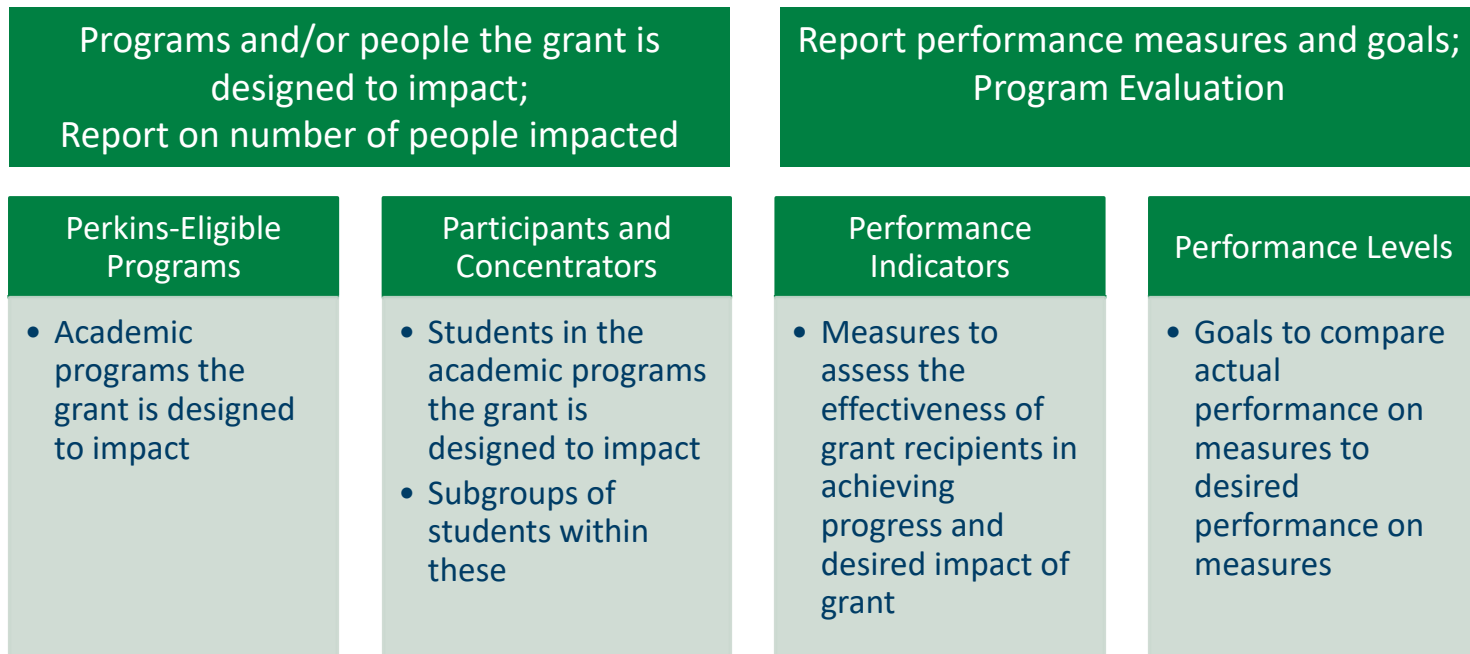 Programs and/or people the grant is
designed to impact;
Report on number of people impacted
Report performance measures and goals;
Program Evaluation
Perkins-Eligible
Programs
• Academic
programs the
grant is designed
to impact
Participants and
Concentrators
• Students in the
academic programs
the grant is
designed to impact
• Subgroups of
students within
these
Performance
Indicators
• Measures to
assess the
effectiveness of
grant recipients in
achieving
progress and
desired impact of
grant
Performance Levels
• Goals to compare
actual
performance on
measures to
desired
performance on
measures